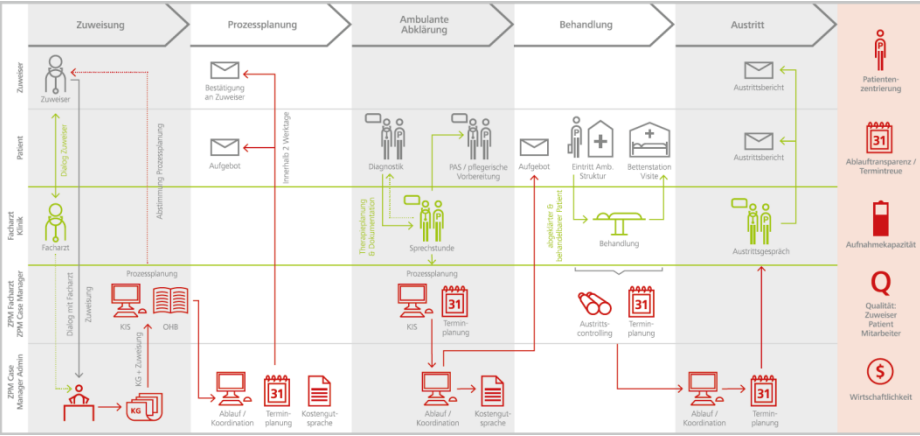 Zuweisung
Prozessplanung
Ambulante
Abklärung
Behandlung
Austritt
Zuweiser
Zuweiser
Bestätigung
an Zuweiser
Austrittsbericht
Patient
Dialog Zuweiser
Abstimmung Prozessplanung
Aufgebot
Innerhalb 2 Werktage
Diagnostik
PAS / pflegerische
Vorbereitung
Aufgebot
Eintritt Amb.
Struktur
Bettenstation
Visite
Austrittsbericht
Facharzt
Klinik
Facharzt
Therapieplanung
& Dokumentation
Sprechstunde
abgeklärter &
behandelbarer Patient
Behandlung
Austrittsgespräch
ZPM Facharzt
ZPM Case Manager
Dialog mit Facharzt
Zuweisung
Prozessplanung
KIS
OHB
Prozessplanung
KIS
31
Termin-
planung
Austritts-
controlling
31
Termin-
planung
ZPM Case
Manager Admin
KG + Zuweisung
KG
Ablauf /
Koordination
31
Termin-
planung
Kostengut-
sprache
Ablauf /
Koordination
Kostengut-
sprache
Ablauf /
Koordination
31
Termin-
planung
P
Patienten-
zentrierung
31
Ablauftransparenz /
Termintreue
Aufnahmekapazität
Q
Qualität:
Zuweiser
Patient
Mitarbeiter
$
Wirtschaftlichkeit